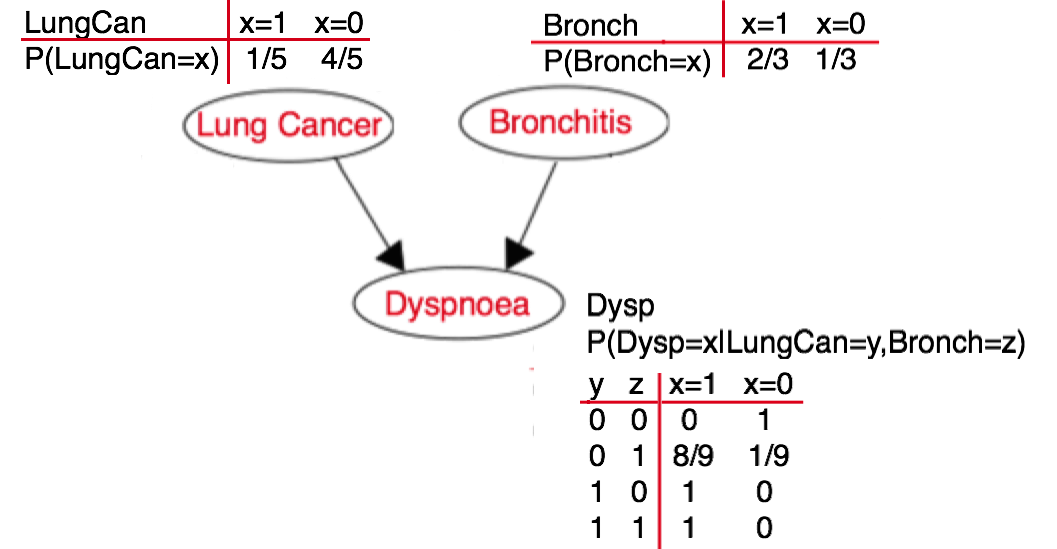 LungCan x=1 x=0
P(LungCan=x) 1/5 4/5
Bronch x=1 x=0
P(Bronch=x) 2/3 1/3
Lung Cancer
Bronchitis
Dyspnoea
Dysp
P(Dysp=x|LungCan=y,Bronch=z)
y z x=1 x=0
0 0 0 1
0 1 8/9 1/9
1 0 1 0
1 1 1 0